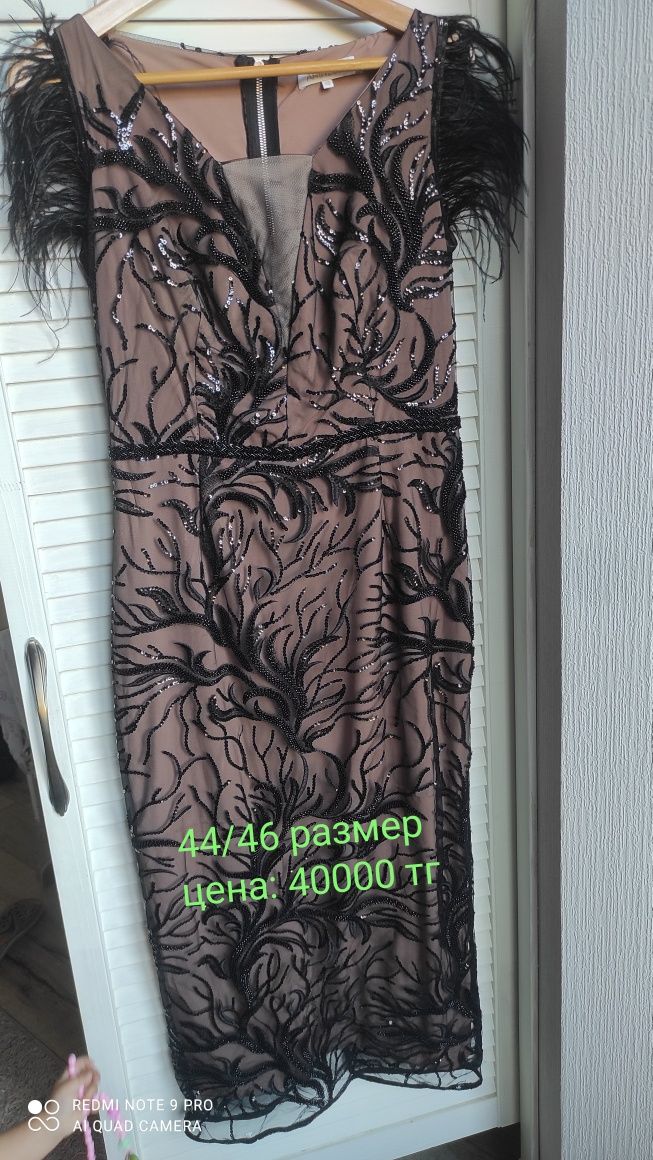 44/46 размер
цена: 40000 тг
REDMI NOTE 9 PRO
AI QUAD CAMERA